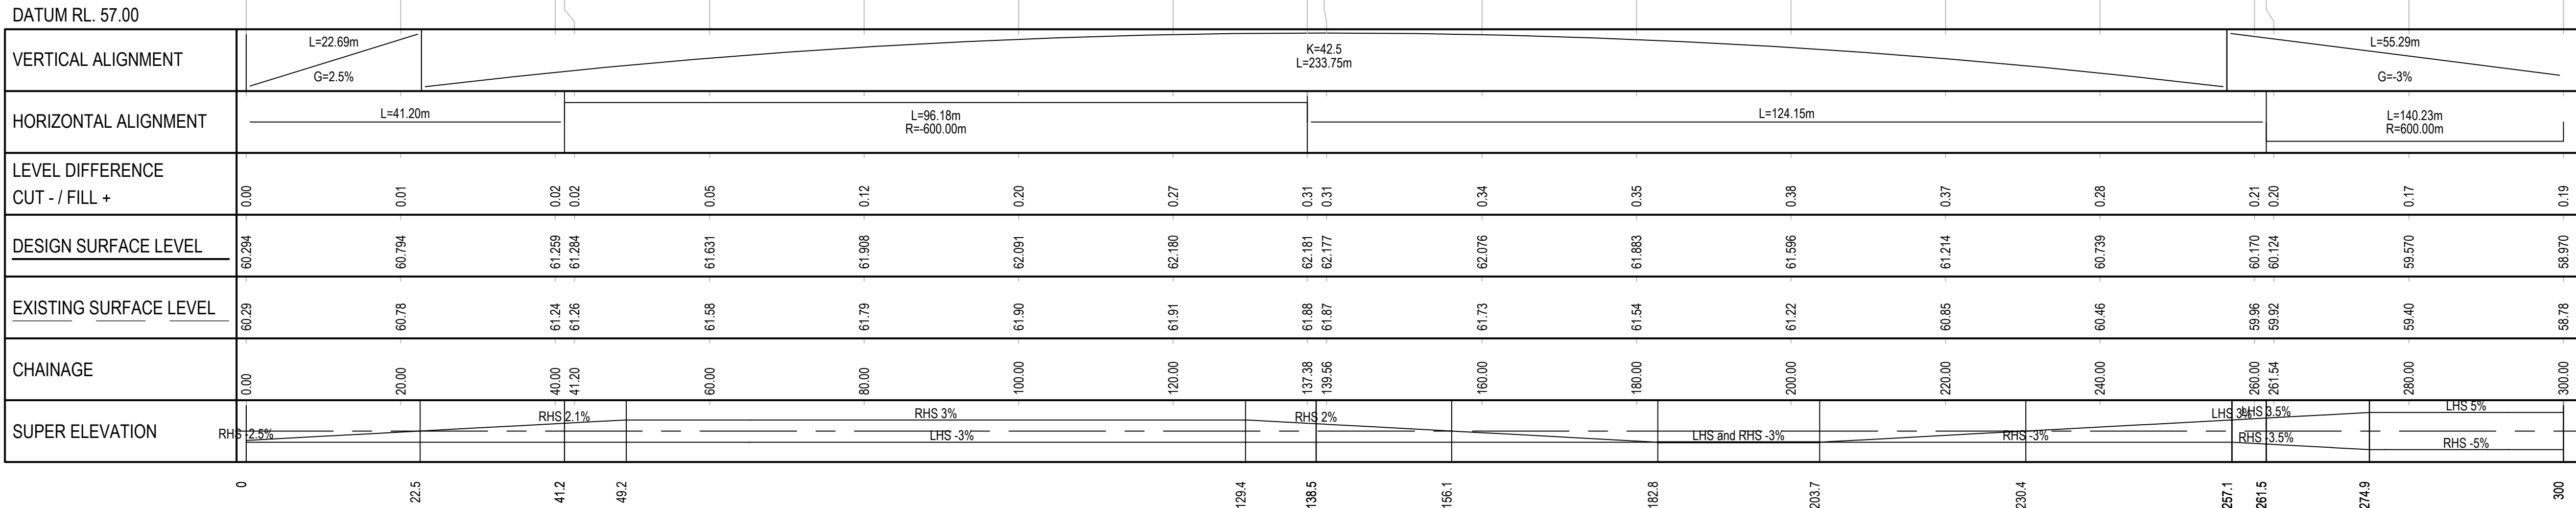 DATUM RL. 57.00
VERTICAL ALIGNMENT
L=22.69m
G=2.5%
K=42.5
L=233.75m
L=55.29m
G=-3%
HORIZONTAL ALIGNMENT
L=41.20m
L=96.18m
R=-600.00m
L=124.15m
L=140.23m
R=600.00m
LEVEL DIFFERENCE
CUT - / FILL +
0.00 0.01 0.02 0.02 0.05 0.12 0.20 0.27 0.31 0.31 0.34 0.35 0.38 0.37 0.28 0.21 0.20 0.17 0.19
DESIGN SURFACE LEVEL
60.294 60.794 61.259 61.284 61.631 61.908 62.091 62.180 62.181 62.177 62.076 61.883 61.596 61.214 60.739 60.170 60.124 59.570 58.970
EXISTING SURFACE LEVEL
60.29 60.78 61.24 61.26 61.58 61.79 61.90 61.91 61.88 61.87 61.73 61.54 61.22 60.85 60.46 59.96 59.92 59.40 58.78
CHAINAGE
0.00 20.00 40.00 41.20 60.00 80.00 100.00 120.00 137.38 139.56 160.00 180.00 200.00 220.00 240.00 260.00 261.54 280.00 300.00
SUPER ELEVATION
RHS -2.5%
RHS 2.1%
RHS 3%
LHS -3%
RHS 2%
LHS and RHS -3%
RHS -3%
LHS 3%
LHS 3.5%
RHS -3.5%
LHS 5%
RHS -5%
0 22.5 41.2 49.2 129.4 138.5 156.1 182.8 203.7 230.4 257.1 261.5 274.9 300